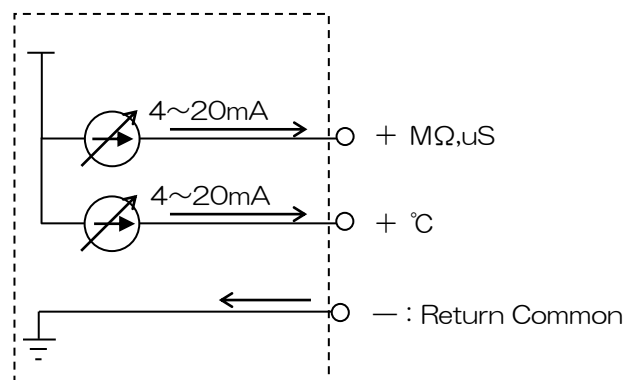 4～20mA
＋ MΩ,uS
4～20mA
＋ ℃
－：Return Common